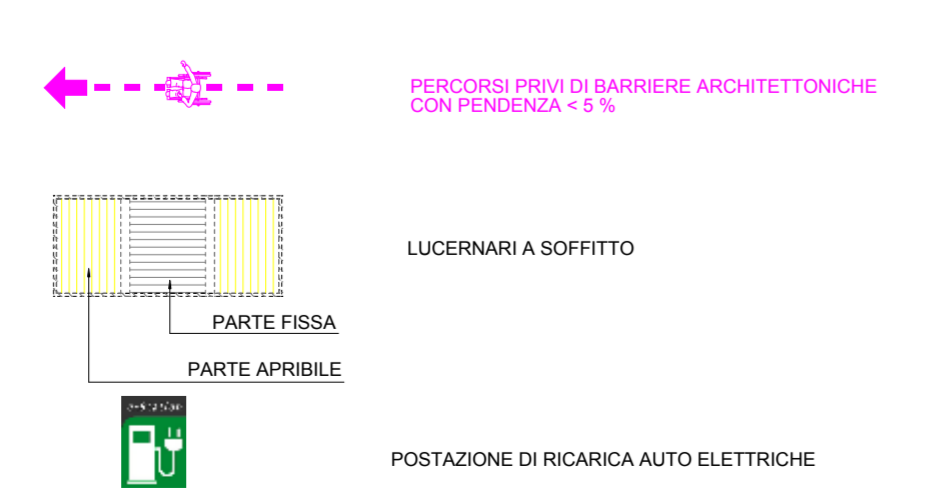 PERCORSI PRIVI DI BARRIERE ARCHITETTONICHE
CON PENDENZA < 5 %
LUCERNARI A SOFFITTO
PARTE FISSA
PARTE APRIBILE
POSTAZIONE DI RICARICA AUTO ELETTRICHE